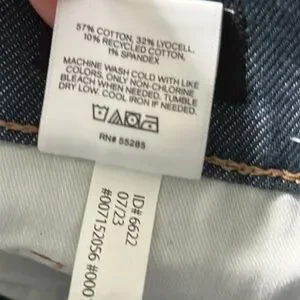 57% COTTON, 32% LYOCELL,
10% RECYCLED COTTON,
1% SPANDEX
MACHINE WASH COLD WITH LIKE
COLORS, ONLY NON-CHLORINE
BLEACH WHEN NEEDED. TUMBLE
DRY LOW. COOL IRON IF NEEDED.
RN# 55285
ID# 6622
07/23
#007152056 #000